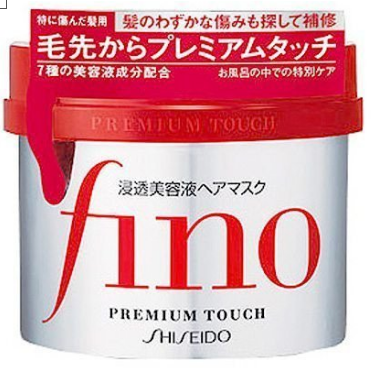 特に傷んだ髪用
髪のわずかな傷みも探して補修
毛先からプレミアムタッチ
7種の美容液成分配合
お風呂の中での特別ケア
PREMIUM TOUCH
浸透美容液ヘアマスク
fino
PREMIUM TOUCH
SHISEIDO